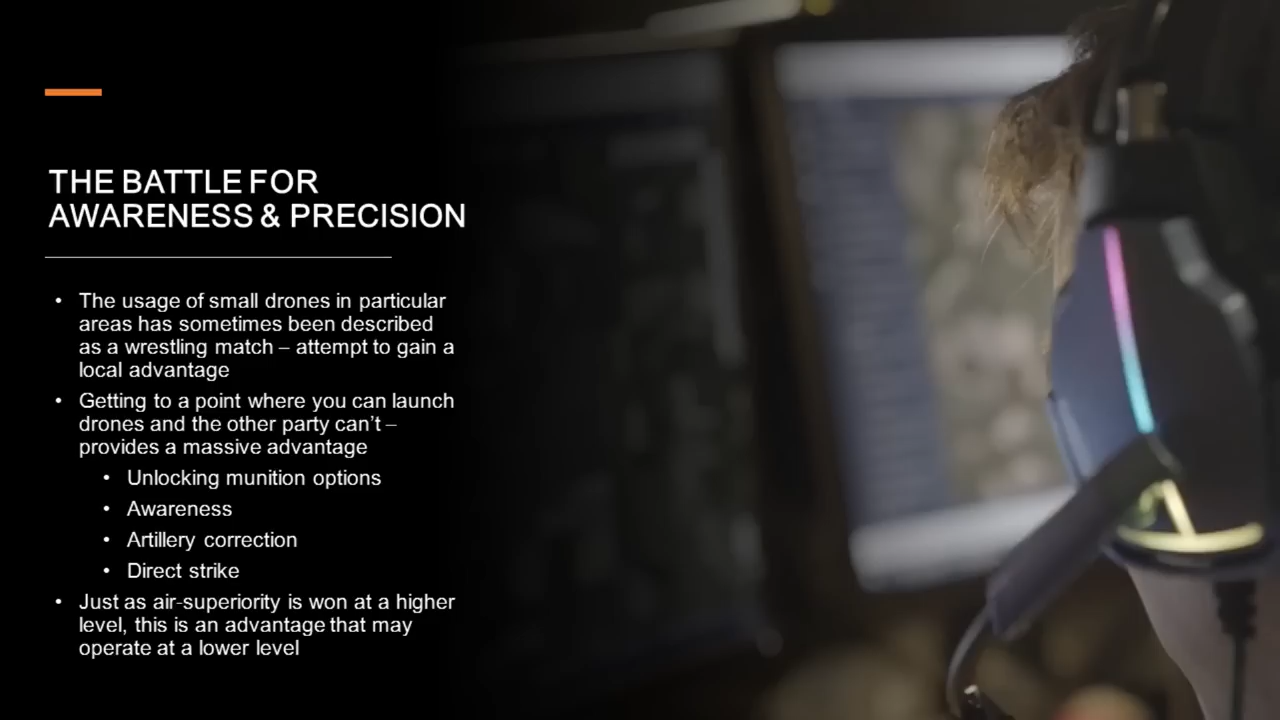 THE BATTLE FOR
AWARENESS & PRECISION
• The usage of small drones in particular
areas has sometimes been described
as a wrestling match – attempt to gain a
local advantage
• Getting to a point where you can launch
drones and the other party can’t –
provides a massive advantage
• Unlocking munition options
• Awareness
• Artillery correction
• Direct strike
• Just as air-superiority is won at a higher
level, this is an advantage that may
operate at a lower level